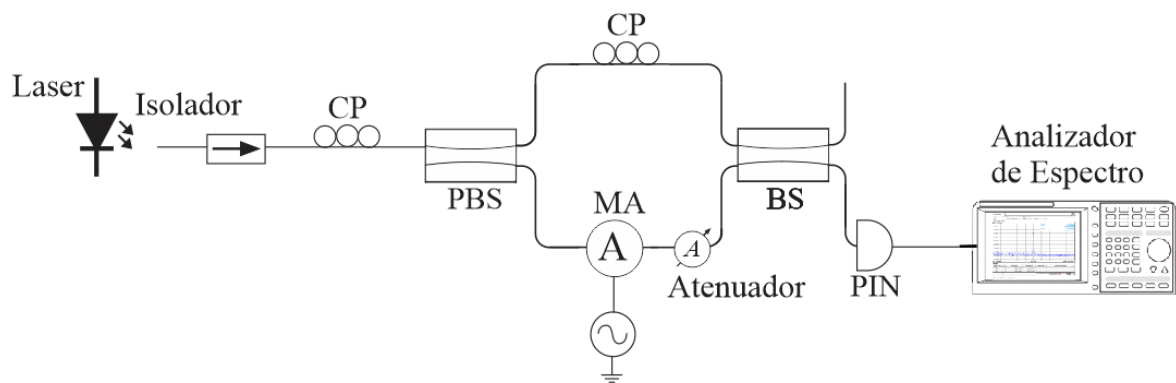 CP
Laser
Isolador
CP
Analizador
de Espectro
PBS
MA
BS
A
A
Atenuador
PIN